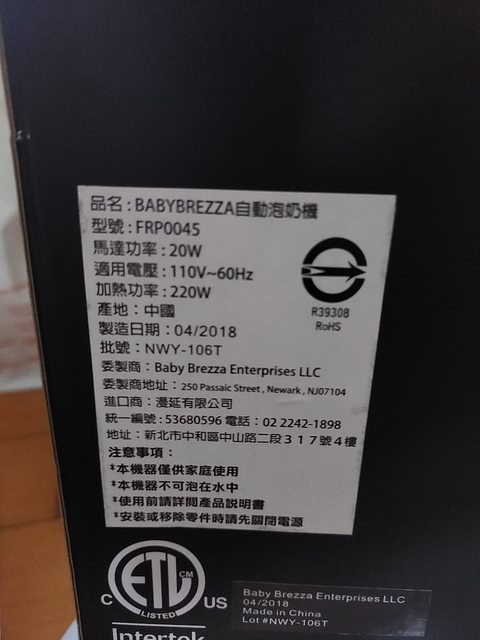 品名：BABYBREZZA自動泡奶機
型號：FRP0045
馬達功率：20W
適用電壓：110V~60Hz
加熱功率：220W
產地：中國
製造日期：04/2018
批號：NWY-106T
委製商：Baby Brezza Enterprises LLC
委製商地址：250 Passaic Street , Newark , NJ07104
進口商：漫延有限公司
統一編號：53680596 電話：02 2242-1898
地址：新北市中和區中山路二段３１７號４樓
注意事項：
*本機器僅供家庭使用
*本機器不可泡在水中
*使用前請詳閱產品說明書
*安裝或移除零件時請先關閉電源
R39308
RoHS
ETL CM
LISTED
C US
Intertek
Baby Brezza Enterprises LLC
04/2018
Made in China
Lot #NWY-106T